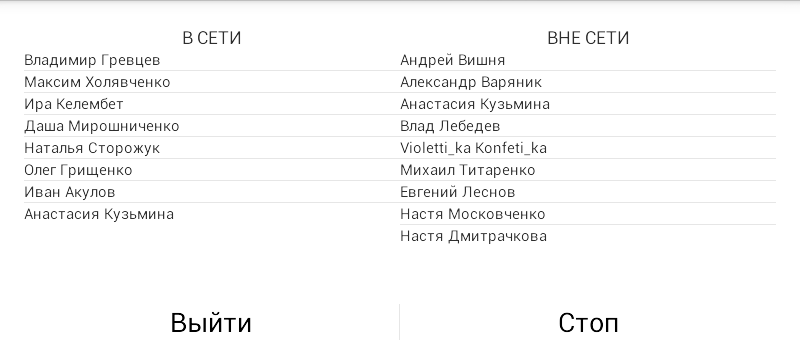 В СЕТИ
Владимир Гревцев
Максим Холявченко
Ира Келембет
Даша Мирошниченко
Наталья Сторожук
Олег Грищенко
Иван Акулов
Анастасия Кузьмина
ВНЕ СЕТИ
Андрей Вишня
Александр Варяник
Анастасия Кузьмина
Влад Лебедев
Violetti_ka Konfeti_ka
Михаил Титаренко
Евгений Леснов
Настя Московченко
Настя Дмитрачкова
Выйти
Стоп